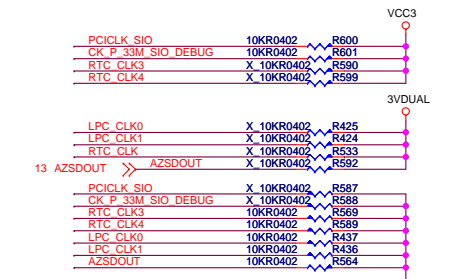 VCC3
PCICLK_SIO 10KR0402 R600
CK_P_33M_SIO_DEBUG 10KR0402 R601
RTC_CLK3 X_10KR0402 R590
RTC_CLK4 X_10KR0402 R599
3VDUAL
LPC_CLK0 X_10KR0402 R425
LPC_CLK1 X_10KR0402 R424
RTC_CLK X_10KR0402 R533
13 AZSDOUT AZSDOUT X_10KR0402 R592
PCICLK_SIO X_10KR0402 R587
CK_P_33M_SIO_DEBUG X_10KR0402 R588
RTC_CLK3 10KR0402 R569
RTC_CLK4 10KR0402 R589
LPC_CLK0 10KR0402 R437
LPC_CLK1 10KR0402 R436
AZSDOUT 10KR0402 R564